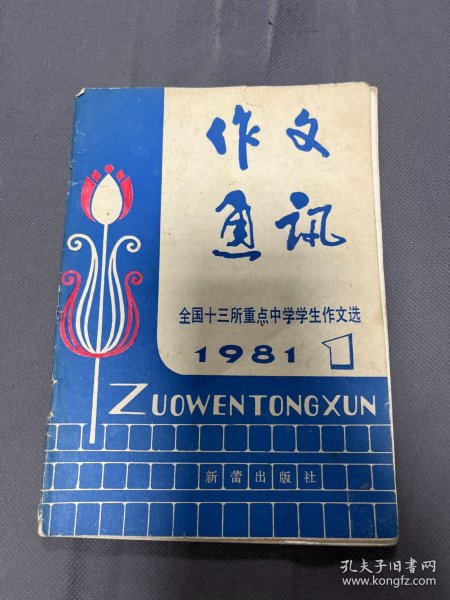 作文
通讯
全国十三所重点中学学生作文选
1981 1
ZUOWENTONGXUN
新蕾出版社
孔夫子旧书网
www.kongfz.com